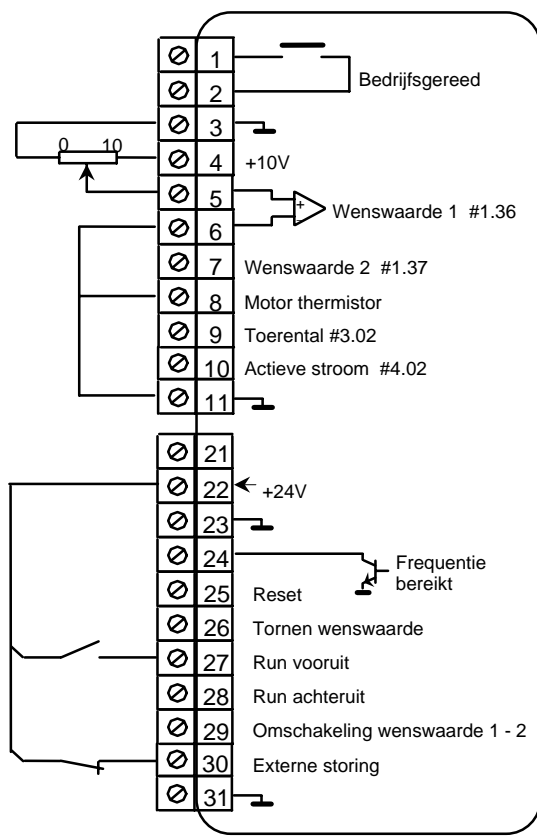 1
2 Bedrijfsgereed
3
0 10
4 +10V
5
+
- Wenswaarde 1 #1.36
6
7 Wenswaarde 2 #1.37
8 Motor thermistor
9 Toerental #3.02
10 Actieve stroom #4.02
11
21
22 +24V
23
24 Frequentie
bereikt
25 Reset
26 Tornen wenswaarde
27 Run vooruit
28 Run achteruit
29 Omschakeling wenswaarde 1 - 2
30 Externe storing
31